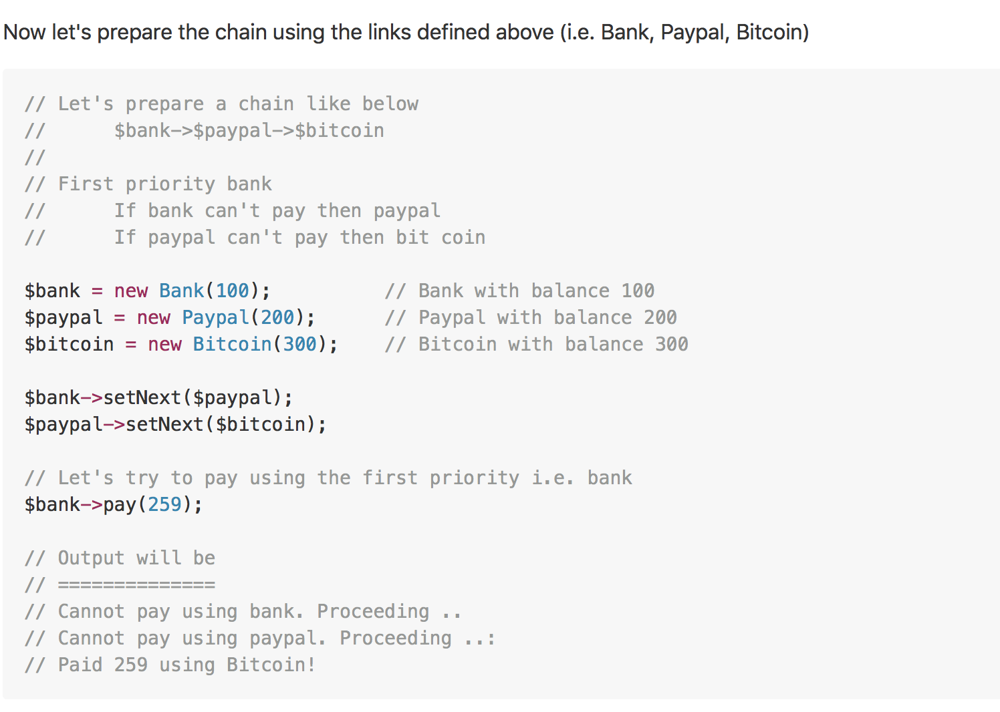 Now let's prepare the chain using the links defined above (i.e. Bank, Paypal, Bitcoin)
// Let's prepare a chain like below
//      $bank->$paypal->$bitcoin
//
// First priority bank
//      If bank can't pay then paypal
//      If paypal can't pay then bit coin
$bank = new Bank(100);          // Bank with balance 100
$paypal = new Paypal(200);      // Paypal with balance 200
$bitcoin = new Bitcoin(300);    // Bitcoin with balance 300
$bank->setNext($paypal);
$paypal->setNext($bitcoin);
// Let's try to pay using the first priority i.e. bank
$bank->pay(259);
// Output will be
// ==============
// Cannot pay using bank. Proceeding ..
// Cannot pay using paypal. Proceeding ..:
// Paid 259 using Bitcoin!